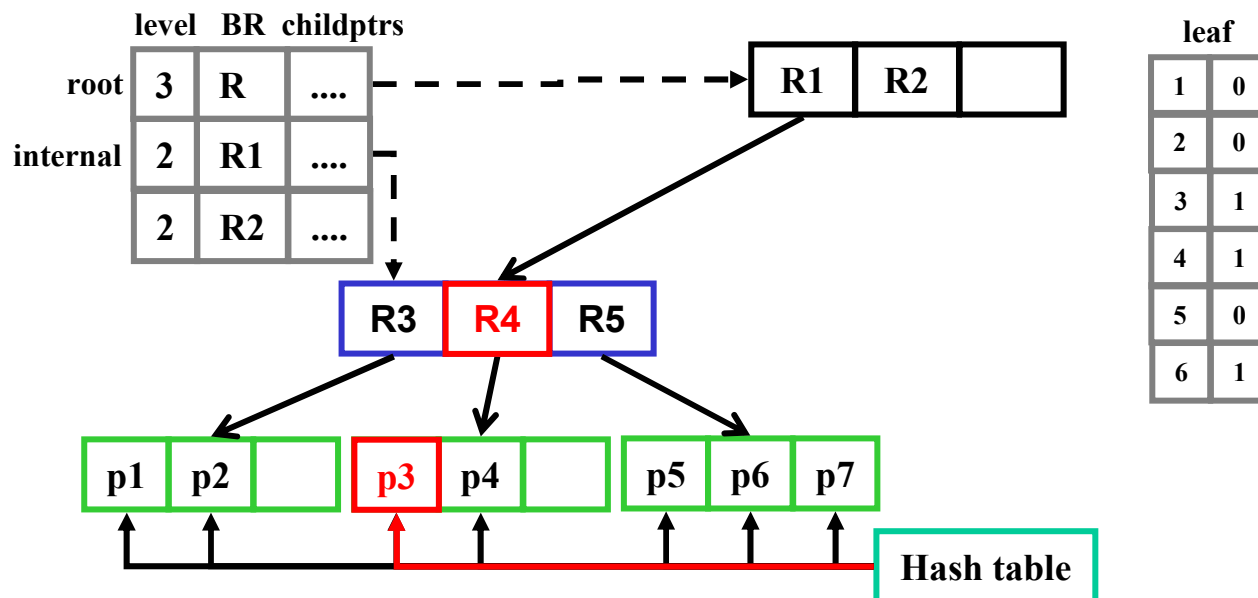 level BR childptrs
leaf
root 3 R ....
R1 R2
1 0
internal 2 R1 ....
2 0
2 R2 ....
3 1
4 1
R3 R4 R5
5 0
6 1
p1 p2 p3 p4 p5 p6 p7
Hash table